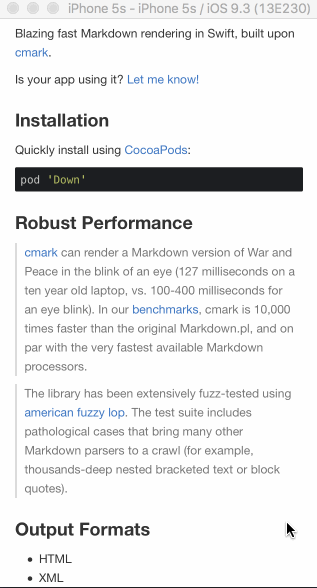 iPhone 5s - iPhone 5s / iOS 9.3 (13E230)
Blazing fast Markdown rendering in Swift, built upon
cmark.
Is your app using it? Let me know!
Installation
Quickly install using CocoaPods:
pod 'Down'
Robust Performance
cmark can render a Markdown version of War and
Peace in the blink of an eye (127 milliseconds on a
ten year old laptop, vs. 100-400 milliseconds for
an eye blink). In our benchmarks, cmark is 10,000
times faster than the original Markdown.pl, and on
par with the very fastest available Markdown
processors.
The library has been extensively fuzz-tested using
american fuzzy lop. The test suite includes
pathological cases that bring many other
Markdown parsers to a crawl (for example,
thousands-deep nested bracketed text or block
quotes).
Output Formats
• HTML
• XML